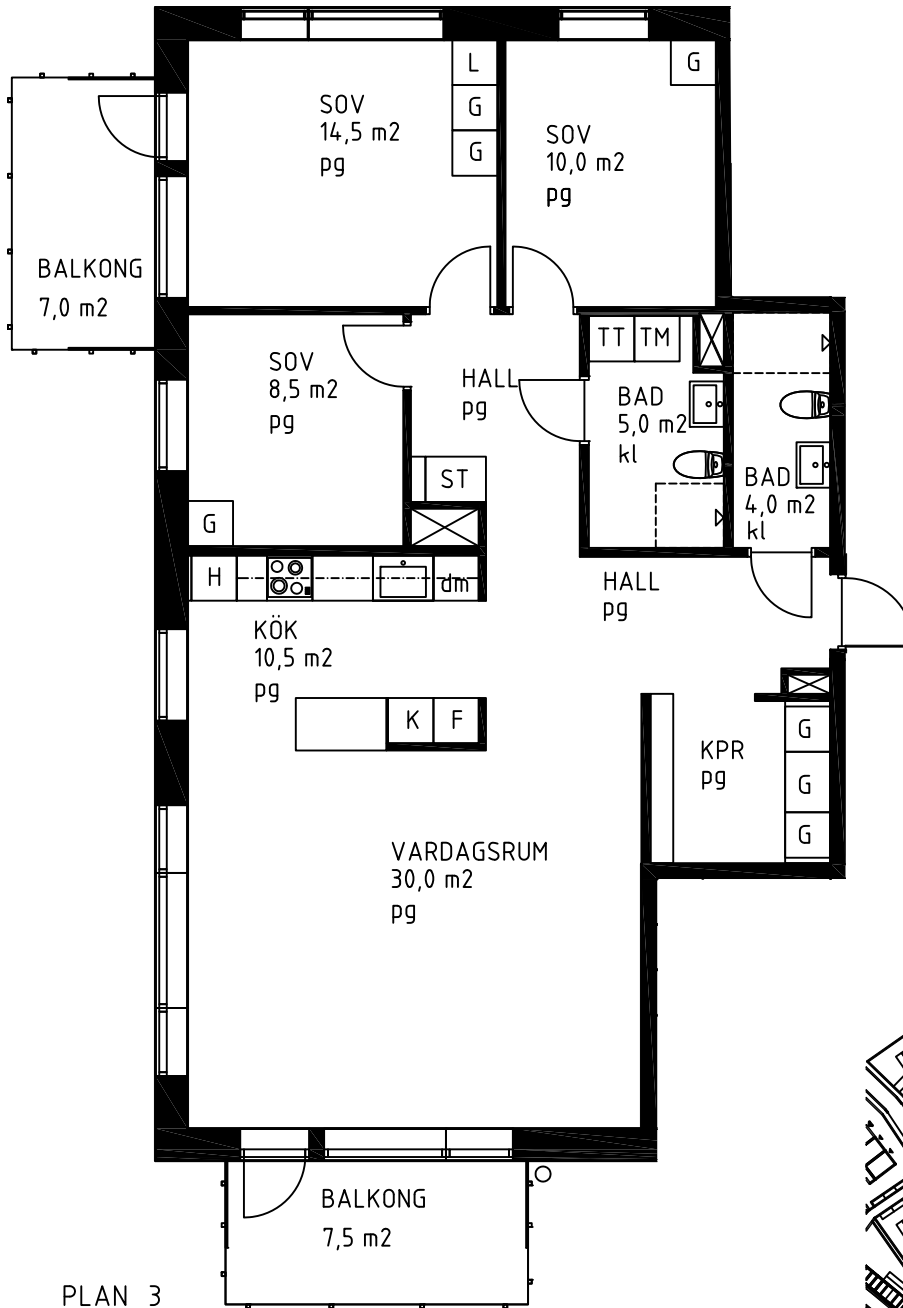 L
G
G
G
SOV
14,5 m2
pg
SOV
10,0 m2
pg
BALKONG
7,0 m2
TT
TM
SOV
8,5 m2
pg
HALL
pg
BAD
5,0 m2
kl
BAD
4,0 m2
kl
ST
G
H
dm
HALL
pg
KÖK
10,5 m2
pg
K
F
KPR
pg
G
G
G
VARDAGSRUM
30,0 m2
pg
BALKONG
7,5 m2
PLAN 3